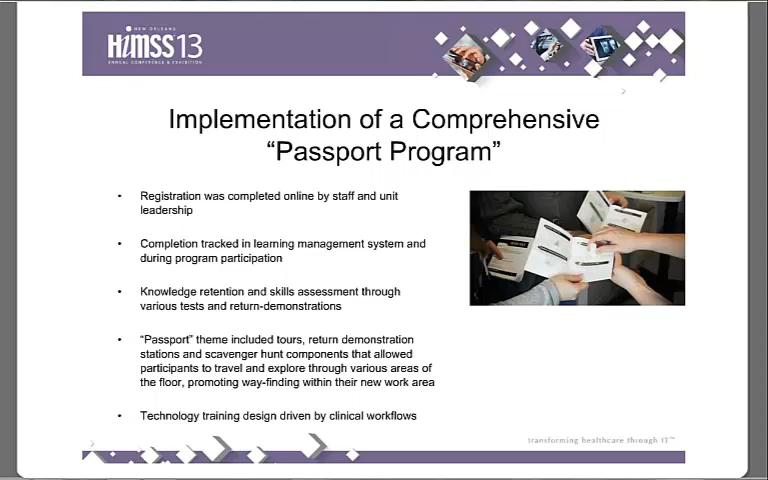 NEW ORLEANS
HIMSS13
ANNUAL CONFERENCE & EXHIBITION
Implementation of a Comprehensive
“Passport Program”
• Registration was completed online by staff and unit
leadership
• Completion tracked in learning management system and
during program participation
• Knowledge retention and skills assessment through
various tests and return-demonstrations
• “Passport” theme included tours, return demonstration
stations and scavenger hunt components that allowed
participants to travel and explore through various areas of
the floor, promoting way-finding within their new work area
• Technology training design driven by clinical workflows
transforming healthcare through IT™